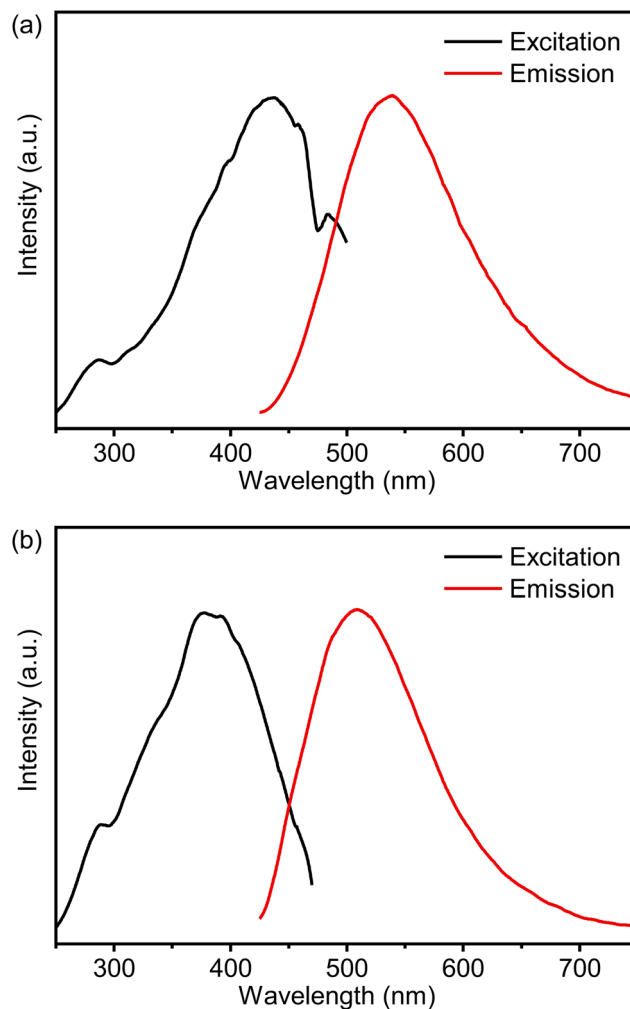 (a)
Excitation
Emission
Intensity (a.u.)
300 400 500 600 700
Wavelength (nm)
(b)
Excitation
Emission
Intensity (a.u.)
300 400 500 600 700
Wavelength (nm)